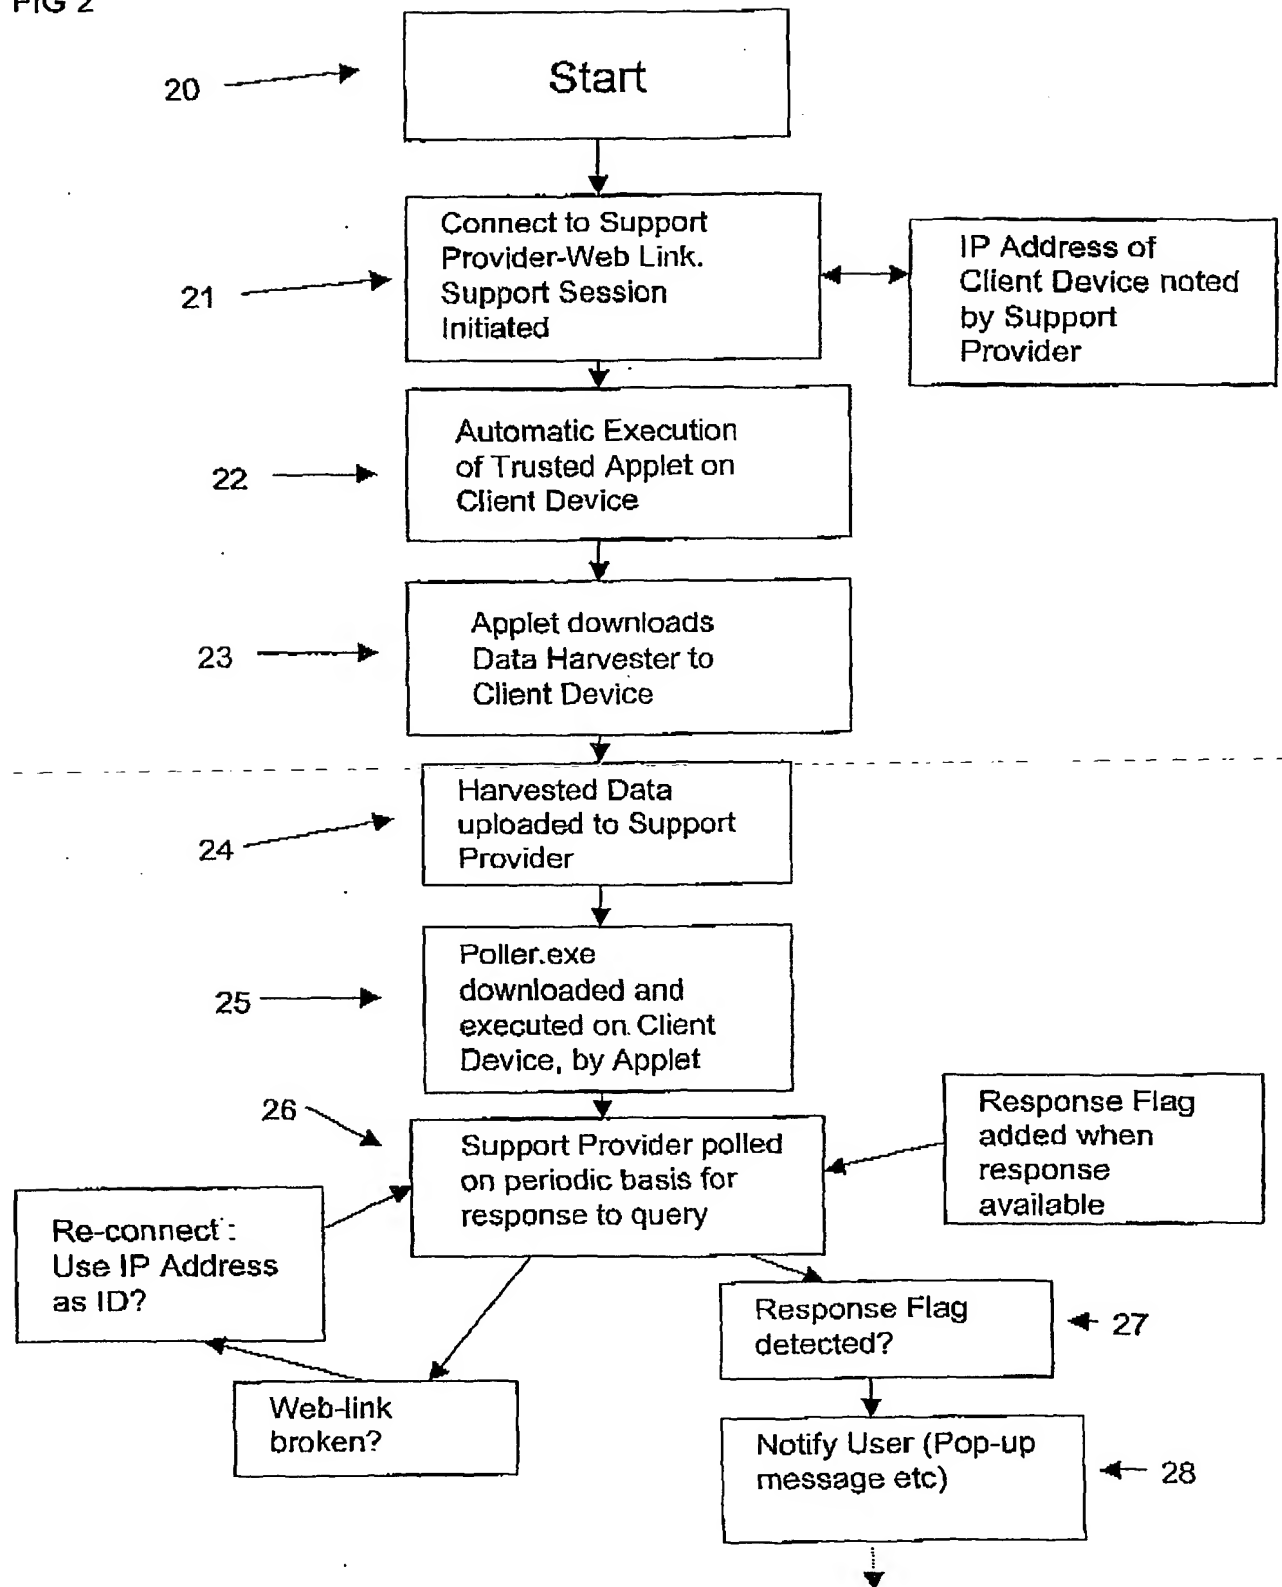 FIG 2
Start
20
Connect to Support
Provider-Web Link.
Support Session
Initiated
21
IP Address of
Client Device noted
by Support
Provider
Automatic Execution
of Trusted Applet on
Client Device
22
Applet downloads
Data Harvester to
Client Device
23
Harvested Data
uploaded to Support
Provider
24
Poller.exe
downloaded and
executed on Client
Device, by Applet
25
26
Support Provider polled
on periodic basis for
response to query
Response Flag
added when
response
available
Re-connect :
Use IP Address
as ID?
Response Flag
detected?
27
Web-link
broken?
Notify User (Pop-up
message etc)
28